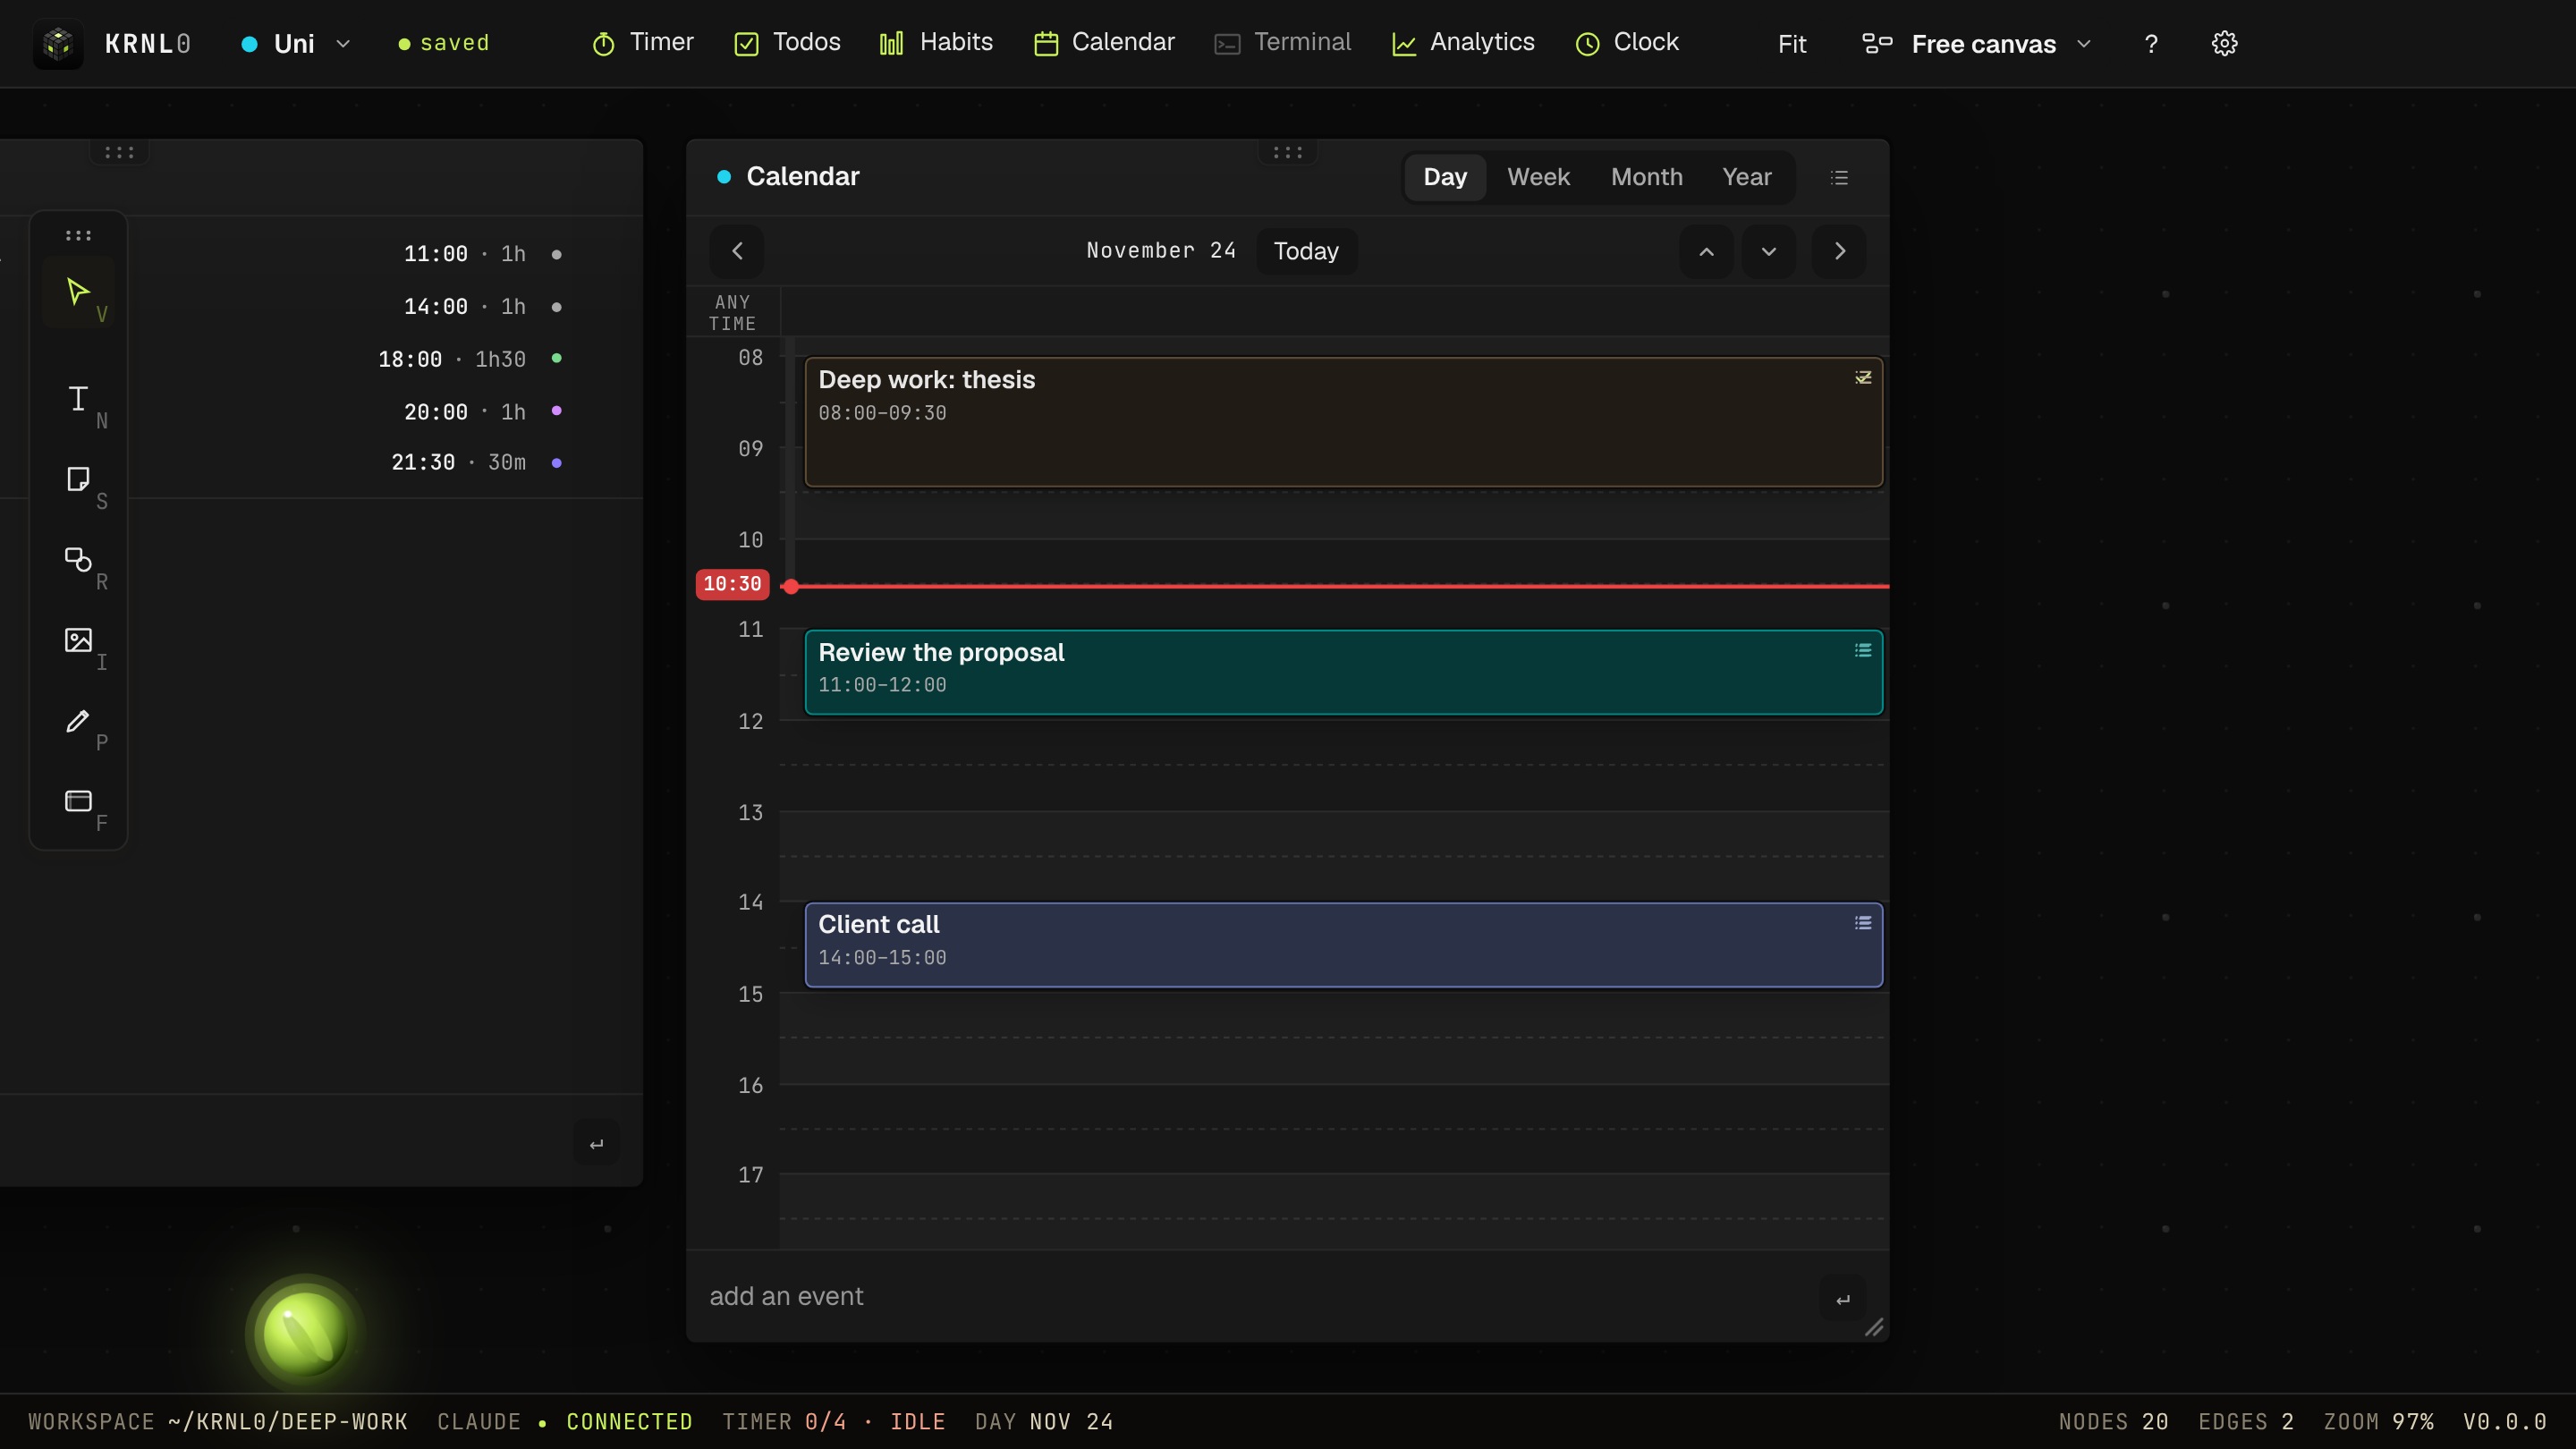 KRNL0
Uni
saved
Timer
Todos
Habits
Calendar
Terminal
Analytics
Clock
Fit
Free canvas
?
V
N
S
R
I
P
F
11:00 · 1h
14:00 · 1h
18:00 · 1h30
20:00 · 1h
21:30 · 30m
Calendar
Day
Week
Month
Year
November 24
Today
ANY
TIME
08
Deep work: thesis
08:00–09:30
09
10
10:30
11
Review the proposal
11:00–12:00
12
13
14
Client call
14:00–15:00
15
16
17
add an event
WORKSPACE ~/KRNL0/DEEP-WORK
CLAUDE • CONNECTED
TIMER 0/4 · IDLE
DAY NOV 24
NODES 20
EDGES 2
ZOOM 97%
V0.0.0